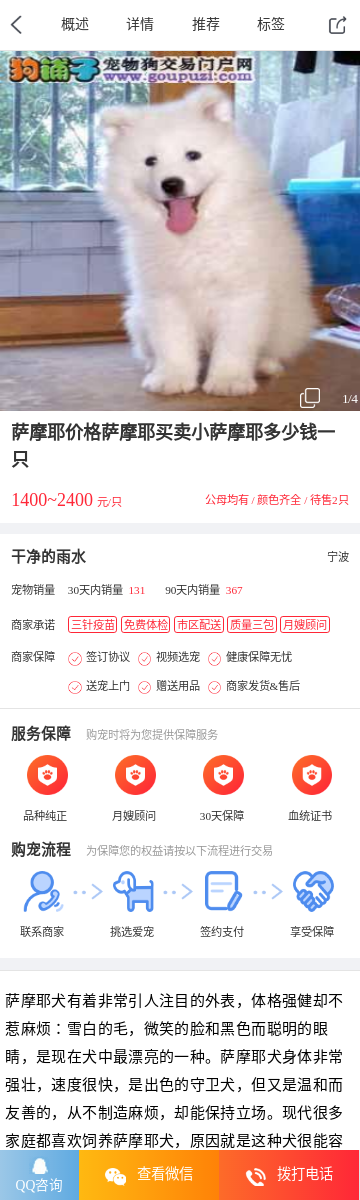 概述 详情 推荐 标签
狗铺子 宠物狗交易门户网
www.goupuzi.com
1/4
萨摩耶价格萨摩耶买卖小萨摩耶多少钱一
只
1400~2400 元/只 公母均有 / 颜色齐全 / 待售2只
干净的雨水 宁波
宠物销量 30天内销量 131 90天内销量 367
商家承诺 三针疫苗 免费体检 市区配送 质量三包 月嫂顾问
商家保障 签订协议 视频选宠 健康保障无忧
送宠上门 赠送用品 商家发货&售后
服务保障 购宠时将为您提供保障服务
品种纯正 月嫂顾问 30天保障 血统证书
购宠流程 为保障您的权益请按以下流程进行交易
联系商家 挑选爱宠 签约支付 享受保障
萨摩耶犬有着非常引人注目的外表，体格强健却不
惹麻烦：雪白的毛，微笑的脸和黑色而聪明的眼
睛，是现在犬中最漂亮的一种。萨摩耶犬身体非常
强壮，速度很快，是出色的守卫犬，但又是温和而
友善的，从不制造麻烦，却能保持立场。现代很多
家庭都喜欢饲养萨摩耶犬，原因就是这种犬很能容
QQ咨询 查看微信 拨打电话